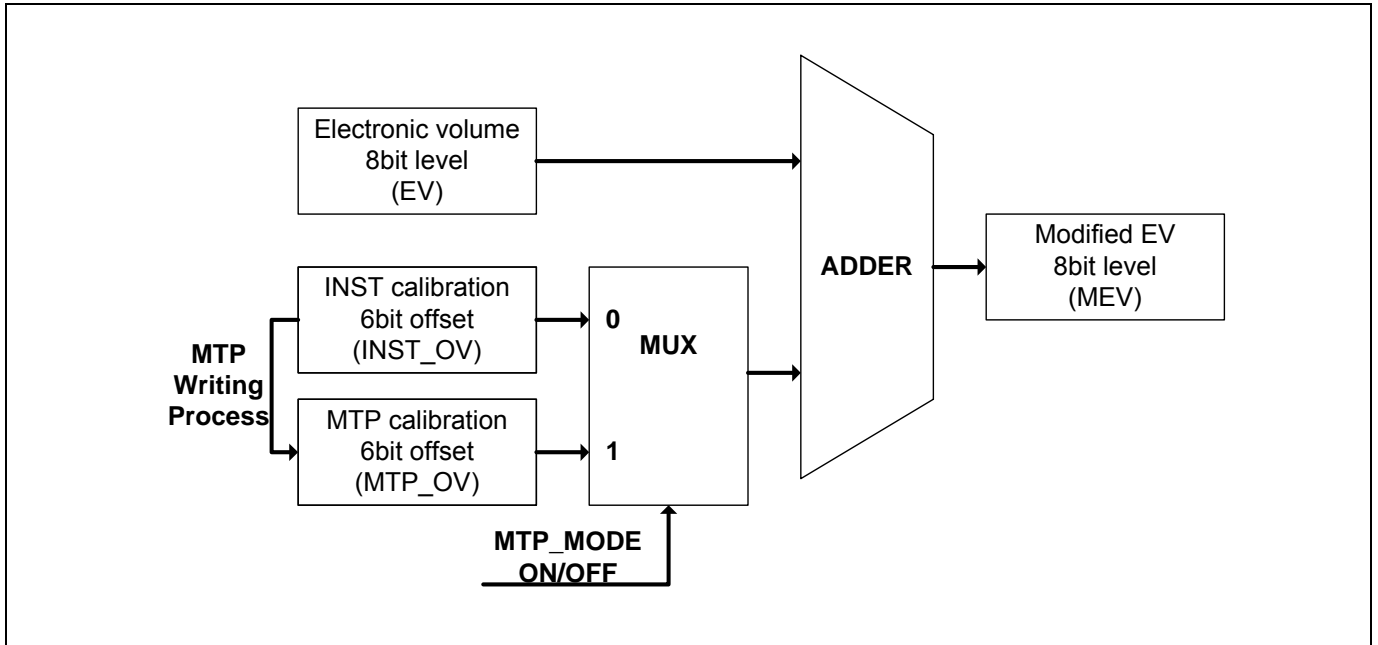 Electronic volume
8bit level
(EV)
INST calibration
6bit offset
(INST_OV)
MTP
Writing
Process
MTP calibration
6bit offset
(MTP_OV)
0
MUX
1
MTP_MODE
ON/OFF
ADDER
Modified EV
8bit level
(MEV)